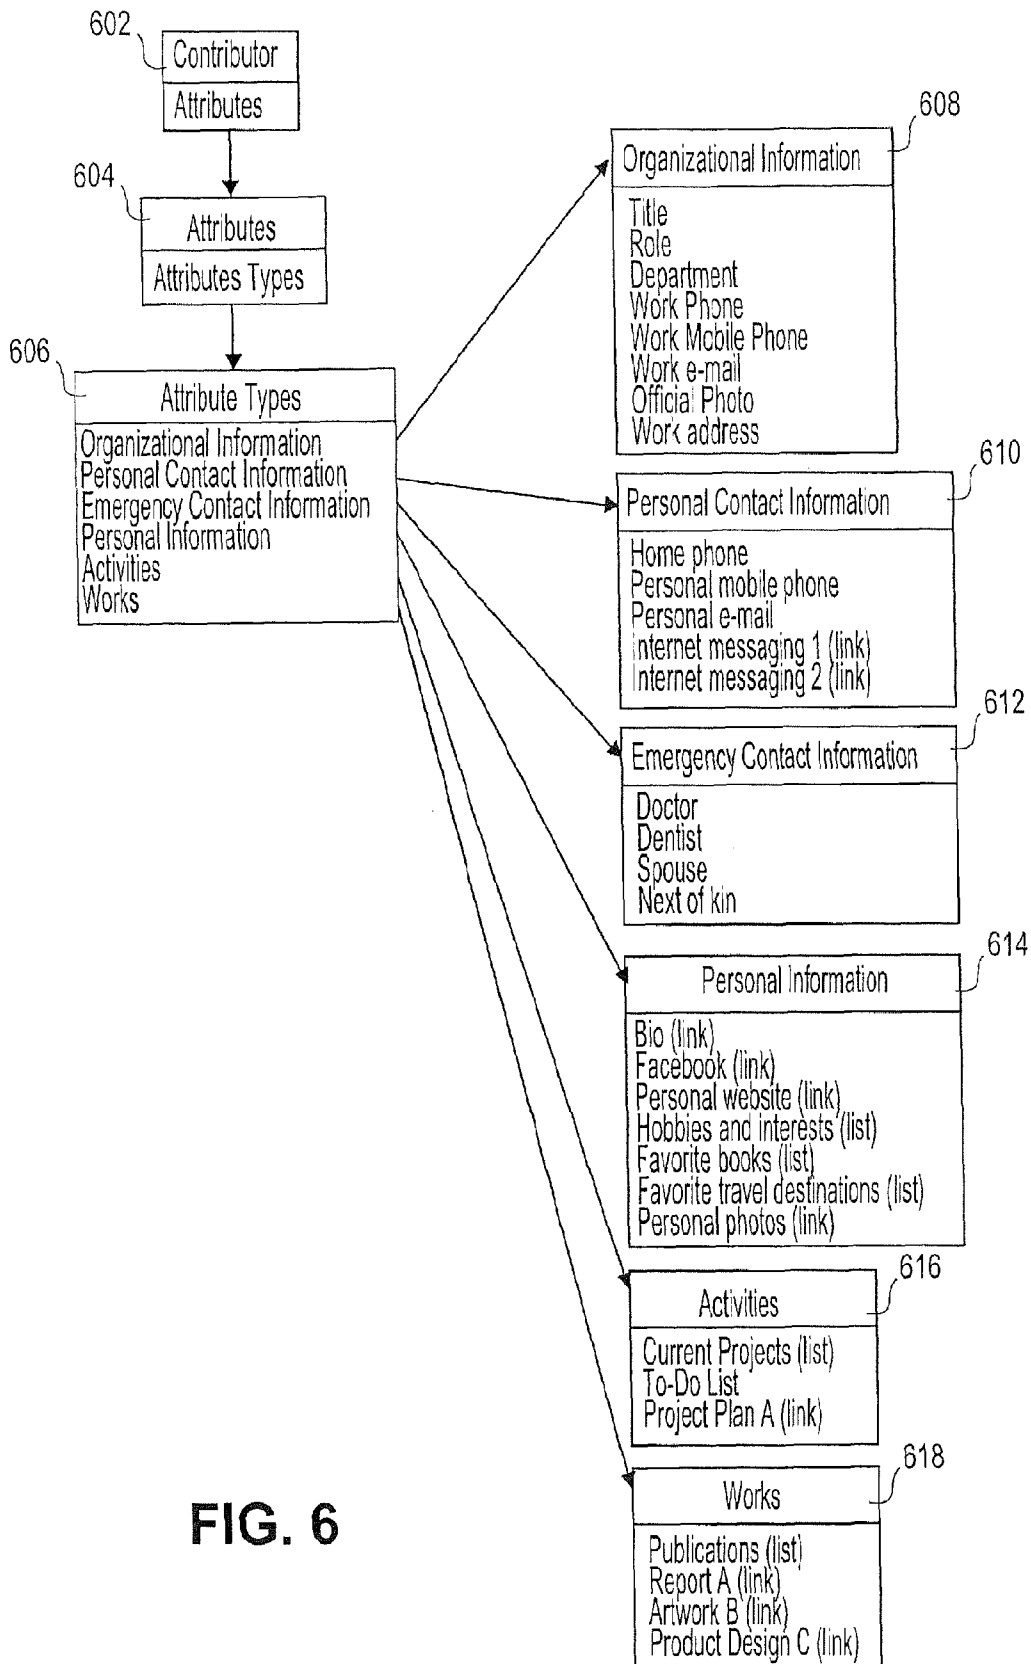 602
Contributor
Attributes
604
Attributes
Attributes Types
606
Attribute Types
Organizational Information
Personal Contact Information
Emergency Contact Information
Personal Information
Activities
Works
608
Organizational Information
Title
Role
Department
Work Phone
Work Mobile Phone
Work e-mail
Official Photo
Work address
610
Personal Contact Information
Home phone
Personal mobile phone
Personal e-mail
Internet messaging 1 (link)
Internet messaging 2 (link)
612
Emergency Contact Information
Doctor
Dentist
Spouse
Next of kin
614
Personal Information
Bio (link)
Facebook (link)
Personal website (link)
Hobbies and interests (list)
Favorite books (list)
Favorite travel destinations (list)
Personal photos (link)
616
Activities
Current Projects (list)
To-Do List
Project Plan A (link)
618
Works
Publications (list)
Report A (link)
Artwork B (link)
Product Design C (link)
FIG. 6